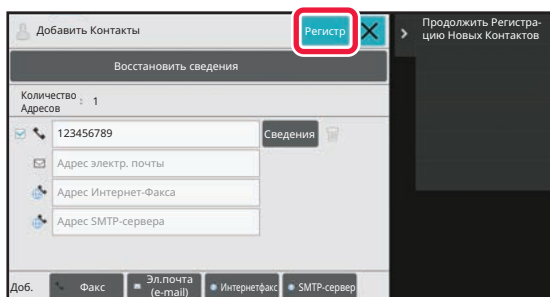 Добавить Контакты
Регистр
Продолжить Регистра-
цию Новых Контактов
Восстановить сведения
Количество : 1
Адресов
123456789
Сведения
Адрес электр. почты
Адрес Интернет-Факса
Адрес SMTP-сервера
Доб.
Факс
Эл.почта
(e-mail)
Интернетфакс
SMTP-сервер